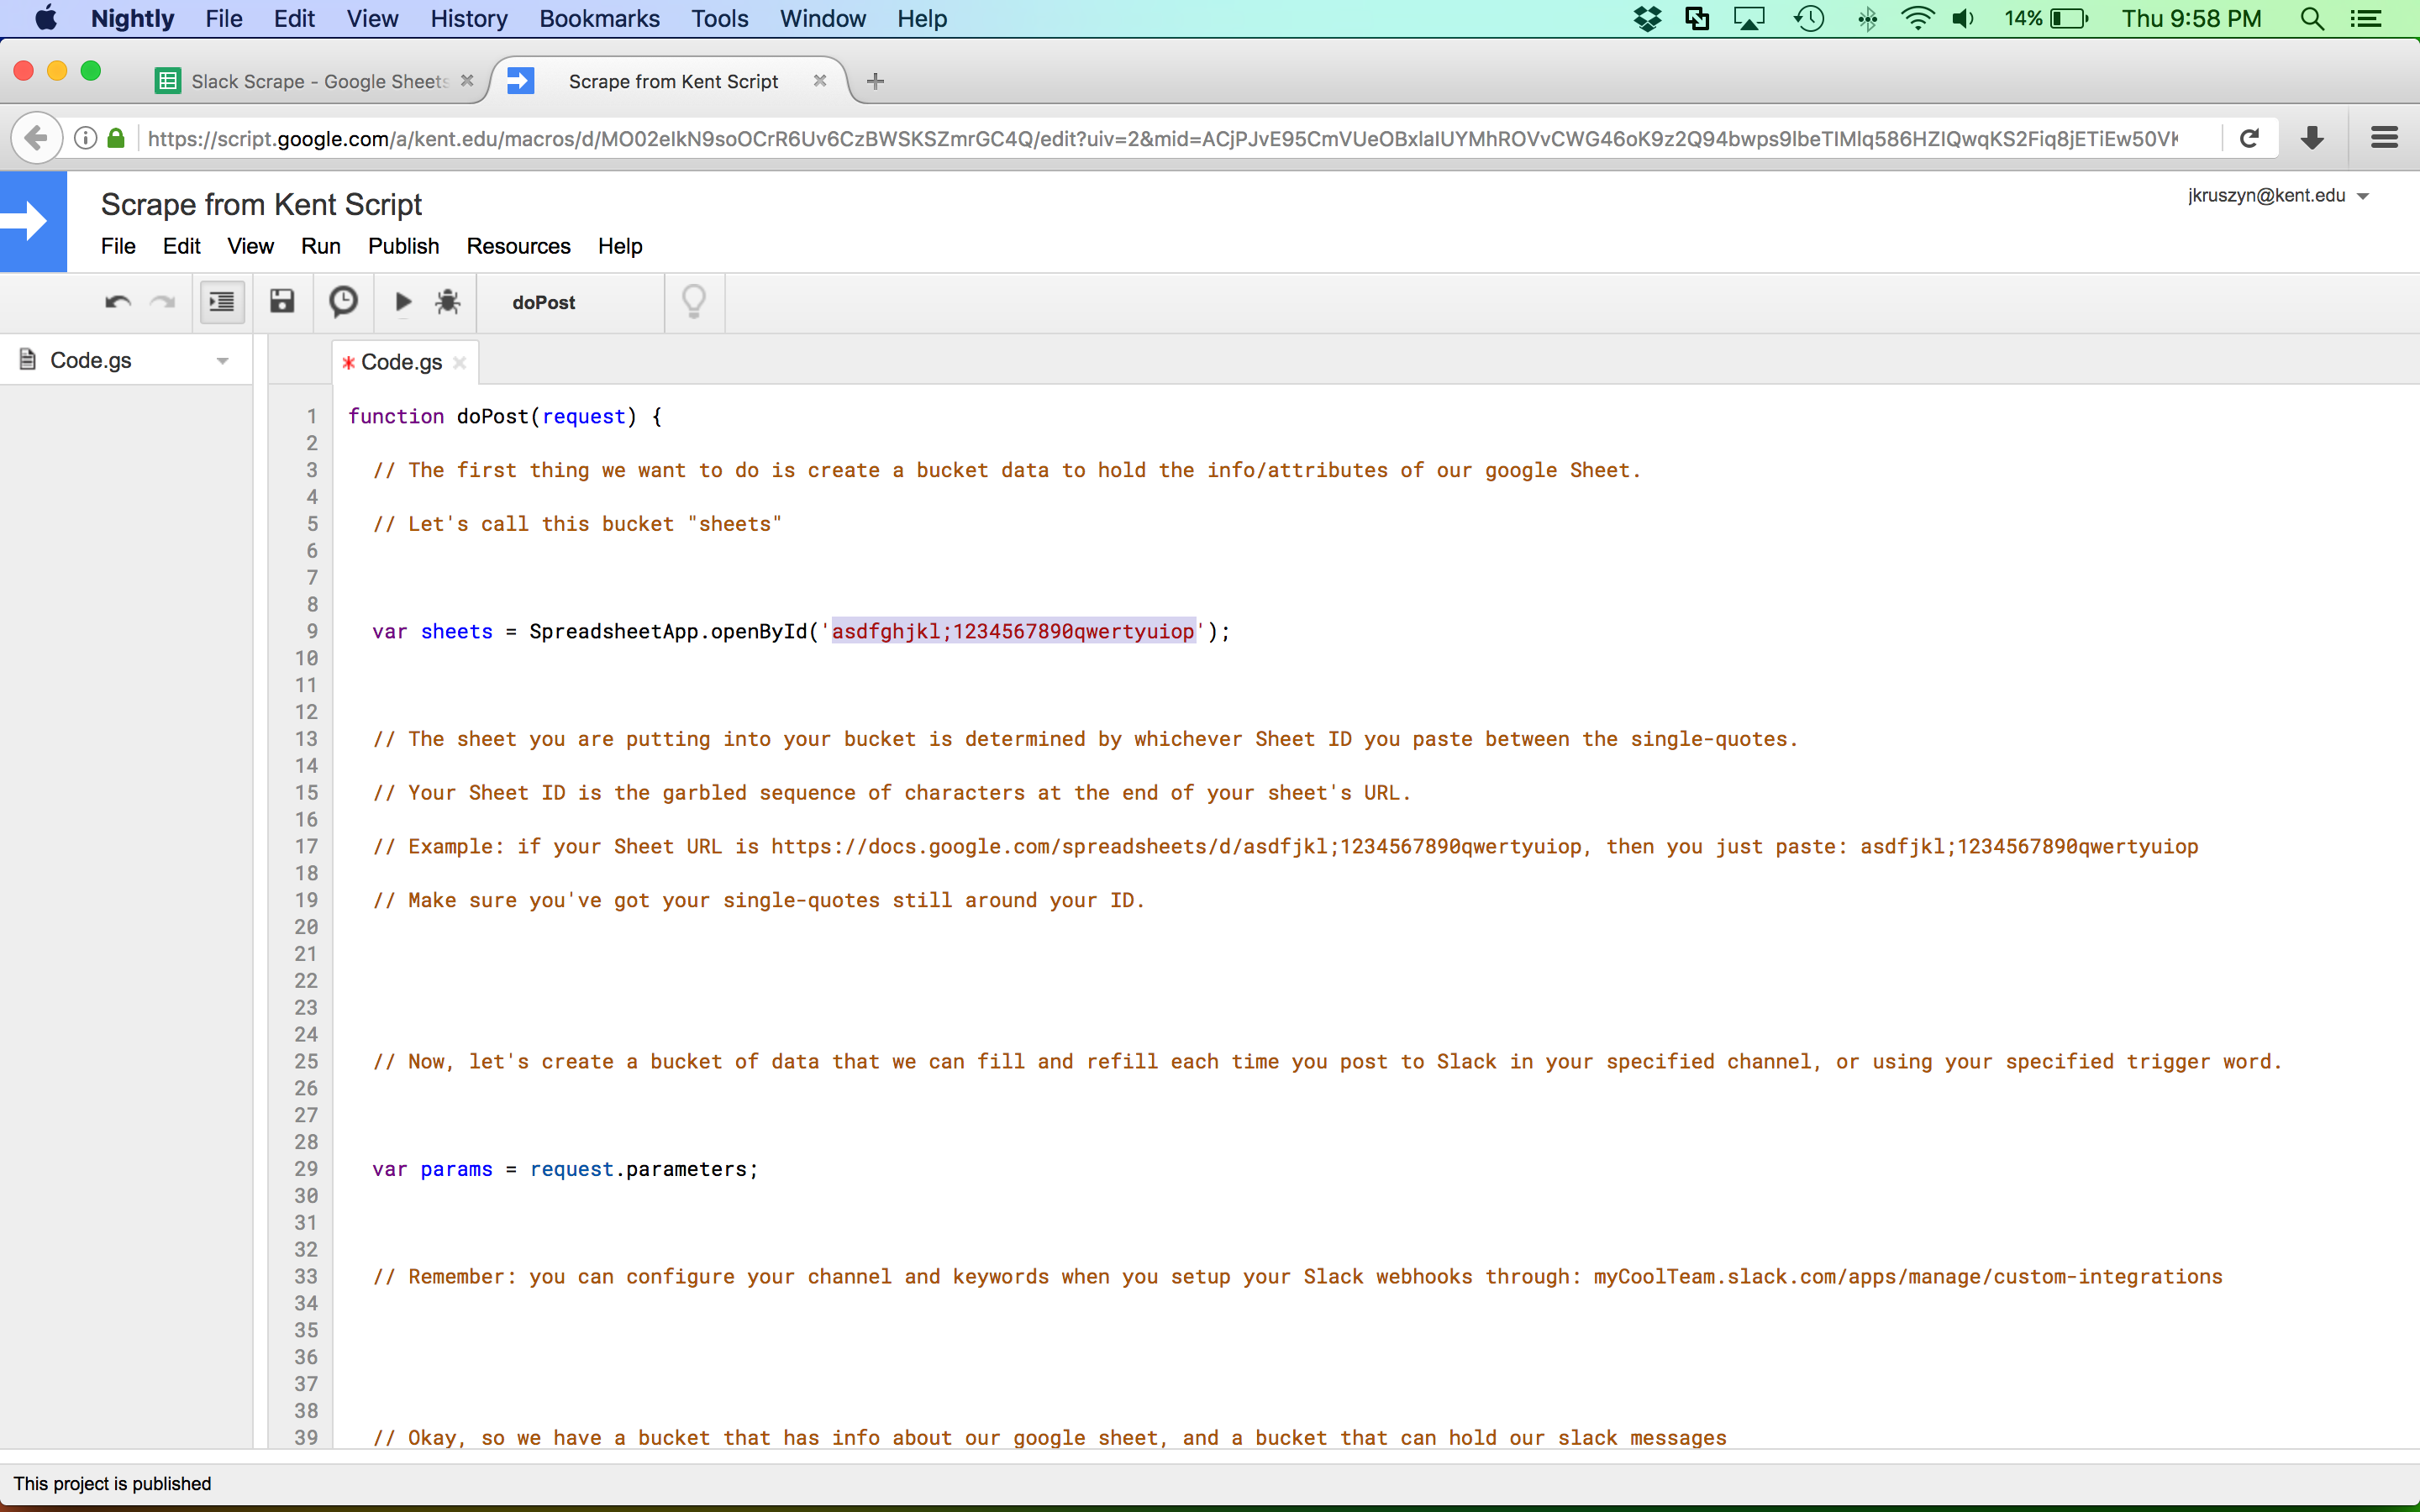 Nightly File Edit View History Bookmarks Tools Window Help 14% Thu 9:58 PM
Slack Scrape - Google Sheets Scrape from Kent Script
Scrape from Kent Script
jkruszyn@kent.edu
File Edit View Run Publish Resources Help
doPost
Code.gs
* Code.gs
1 function doPost(request) {
2
3 // The first thing we want to do is create a bucket data to hold the info/attributes of our google Sheet.
4
5 // Let's call this bucket "sheets"
6
7
8
9 var sheets = SpreadsheetApp.openById('asdfghjkl;1234567890qwertyuiop');
10
11
12
13 // The sheet you are putting into your bucket is determined by whichever Sheet ID you paste between the single-quotes.
14
15 // Your Sheet ID is the garbled sequence of characters at the end of your sheet's URL.
16
17 // Example: if your Sheet URL is https://docs.google.com/spreadsheets/d/asdfjkl;1234567890qwertyuiop, then you just paste: asdfjkl;1234567890qwertyuiop
18
19 // Make sure you've got your single-quotes still around your ID.
20
21
22
23
24
25 // Now, let's create a bucket of data that we can fill and refill each time you post to Slack in your specified channel, or using your specified trigger word.
26
27
28
29 var params = request.parameters;
30
31
32
33 // Remember: you can configure your channel and keywords when you setup your Slack webhooks through: myCoolTeam.slack.com/apps/manage/custom-integrations
34
35
36
37
38
39 // Okay, so we have a bucket that has info about our google sheet, and a bucket that can hold our slack messages
This project is published